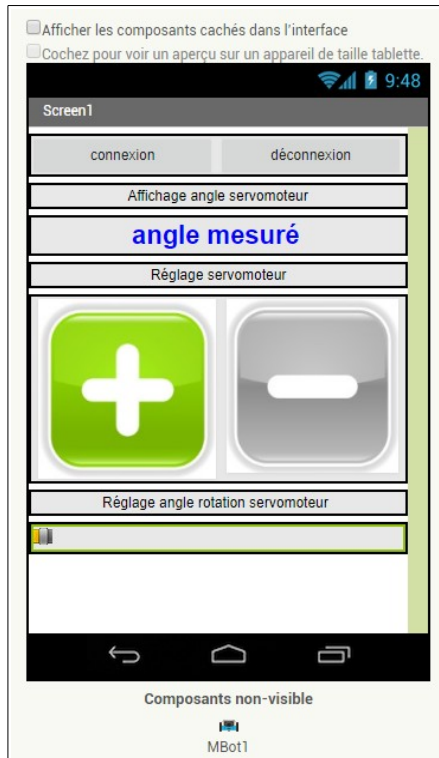 Afficher les composants cachés dans l'interface
Cochez pour voir un aperçu sur un appareil de taille tablette.
9:48
Screen1
connexion déconnexion
Affichage angle servomoteur
angle mesuré
Réglage servomoteur
Réglage angle rotation servomoteur
Composants non-visible
MBot1